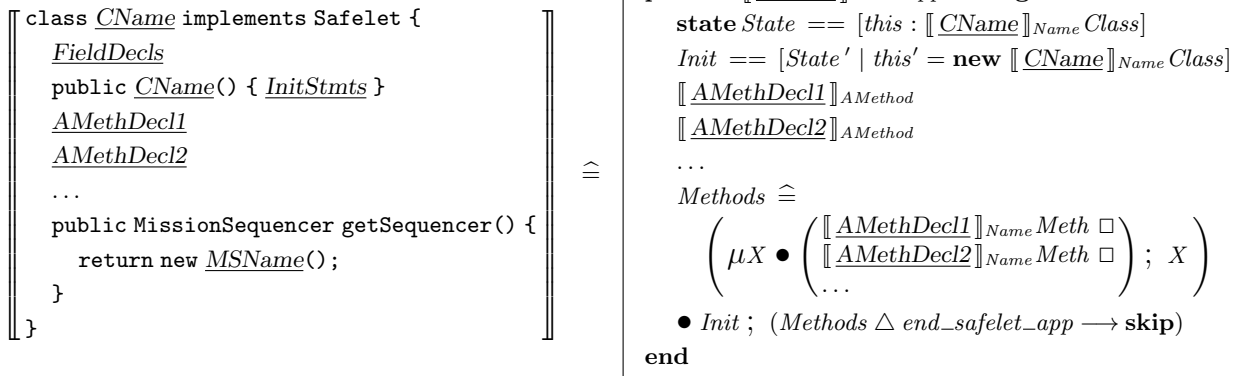 class CName implements Safelet {
FieldDecls
public CName() { InitStmts }
AMethDecl1
AMethDecl2
...
public MissionSequencer getSequencer() {
return new MSName();
}
}
≙
state State == [this : ⟦CName⟧Name Class]
Init == [State ′ | this′ = new ⟦CName⟧Name Class]
⟦AMethDecl1⟧AMethod
⟦AMethDecl2⟧AMethod
...
Methods ≙
( μX ● ( ⟦AMethDecl1⟧Name Meth □
⟦AMethDecl2⟧Name Meth □
... ) ; X )
● Init ; (Methods △ end_safelet_app ⟶ skip)
end